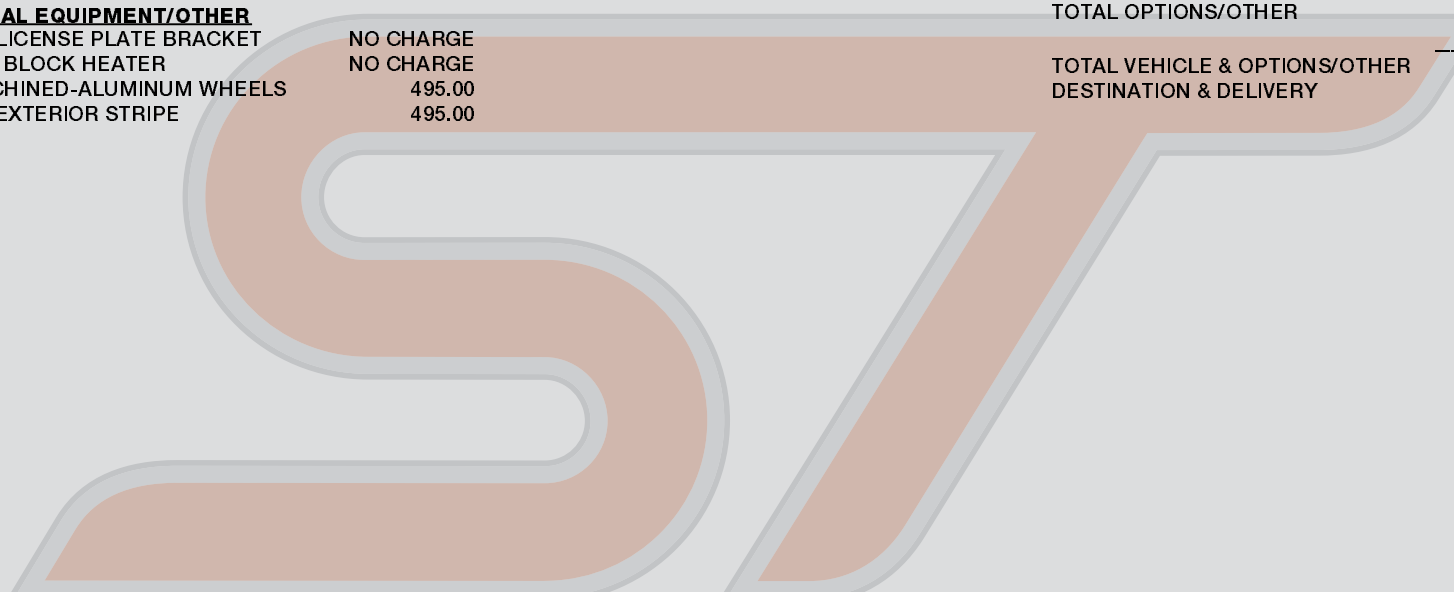 AL EQUIPMENT/OTHER
LICENSE PLATE BRACKET NO CHARGE
BLOCK HEATER NO CHARGE
CHINED-ALUMINUM WHEELS 495.00
EXTERIOR STRIPE 495.00
TOTAL OPTIONS/OTHER
TOTAL VEHICLE & OPTIONS/OTHER
DESTINATION & DELIVERY
ST